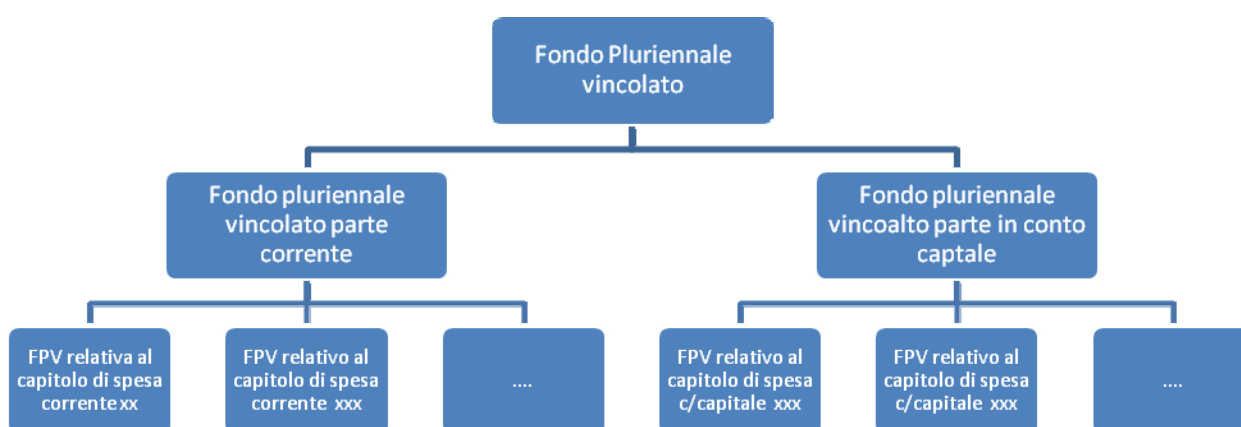 Fondo Pluriennale
vincolato
Fondo pluriennale
vincolato parte
corrente
Fondo pluriennale
vincoalto parte in conto
captale
FPV relativa al
capitolo di spesa
corrente xx
FPV relativo al
capitolo di spesa
corrente xxx
....
FPV relativo al
capitolo di spesa
c/capitale xxx
FPV relativo al
capitolo di spesa
c/capitale xxx
....